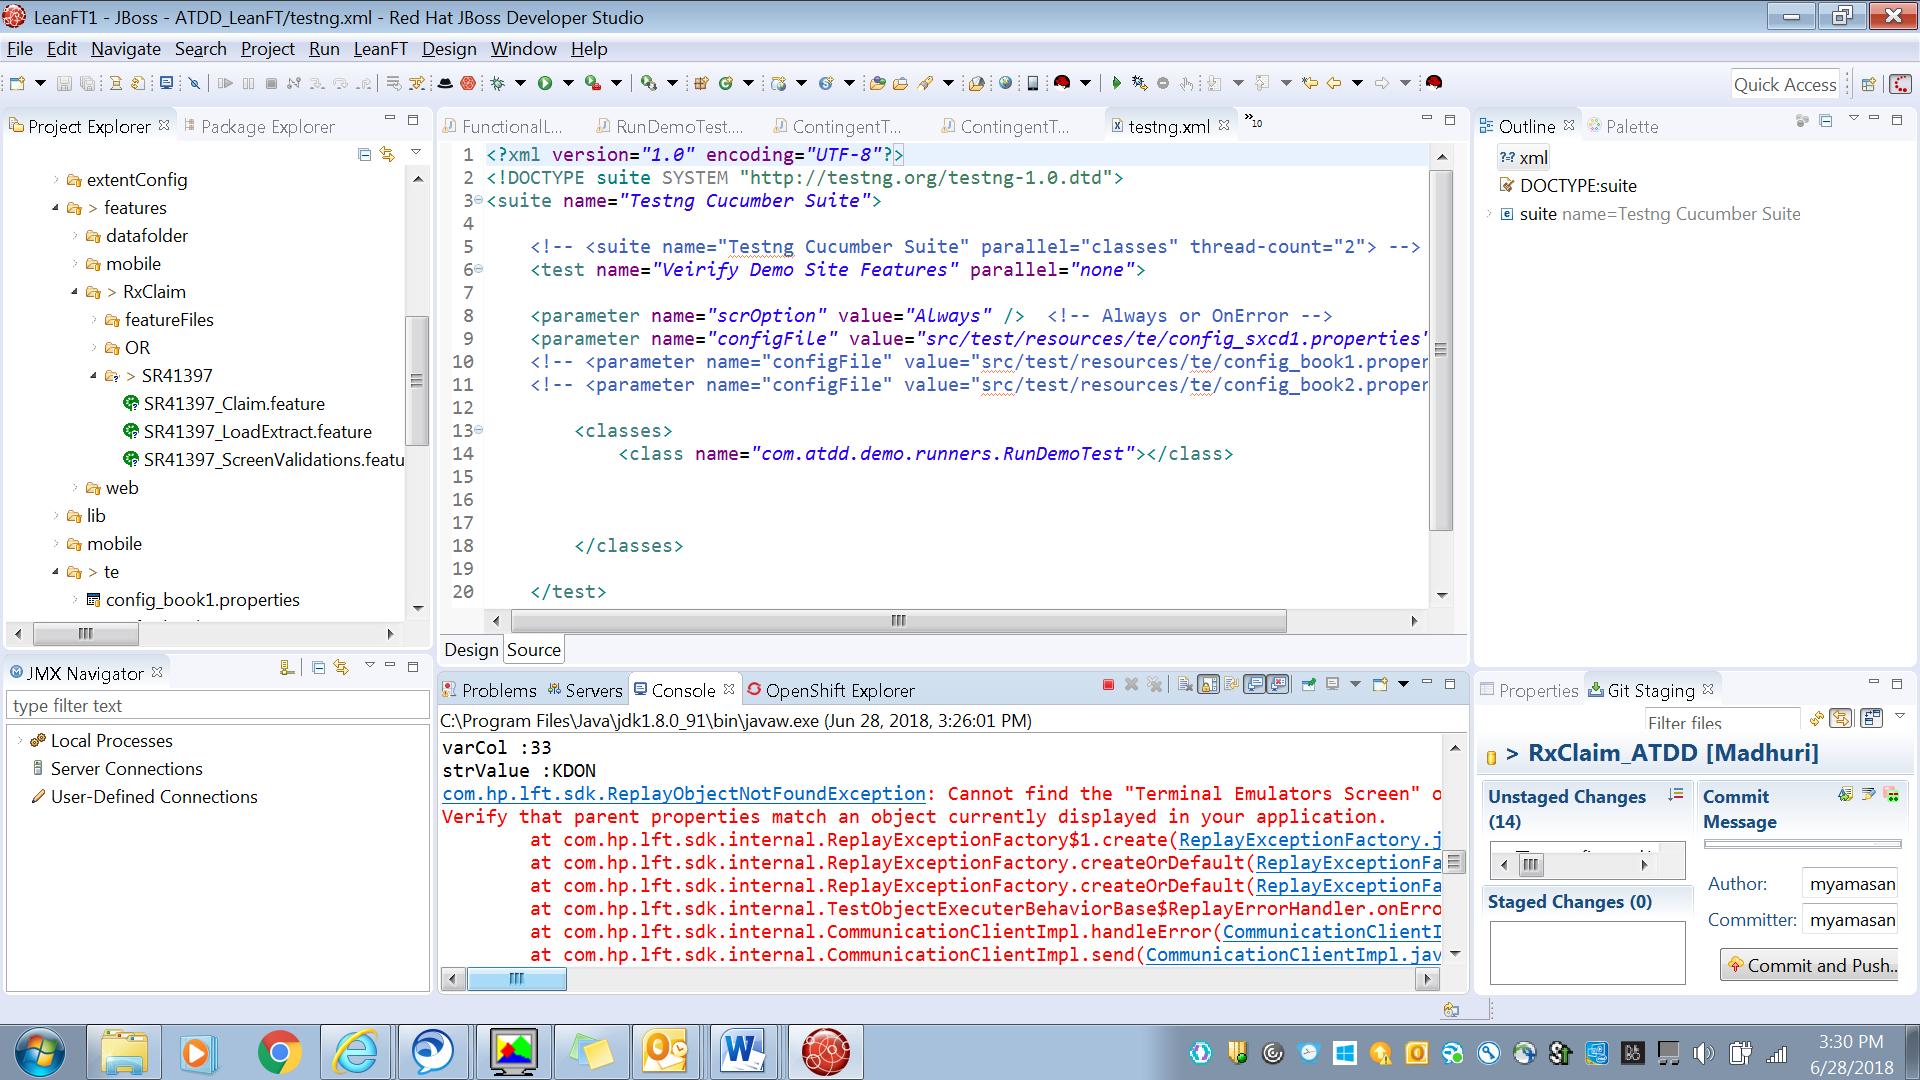 LeanFT1 - JBoss - ATDD_LeanFT/testng.xml - Red Hat JBoss Developer Studio
File Edit Navigate Search Project Run LeanFT Design Window Help
Quick Access
Project Explorer
Package Explorer
extentConfig
> features
datafolder
mobile
> RxClaim
featureFiles
OR
> SR41397
SR41397_Claim.feature
SR41397_LoadExtract.feature
SR41397_ScreenValidations.featu
web
lib
mobile
> te
config_book1.properties
FunctionalL...
RunDemoTest....
ContingentT...
ContingentT...
testng.xml
»10
1 <?xml version="1.0" encoding="UTF-8"?>
2 <!DOCTYPE suite SYSTEM "http://testng.org/testng-1.0.dtd">
3 <suite name="Testng Cucumber Suite">
4
5 <!-- <suite name="Testng Cucumber Suite" parallel="classes" thread-count="2"> -->
6 <test name="Veirify Demo Site Features" parallel="none">
7
8 <parameter name="scrOption" value="Always" /> <!-- Always or OnError -->
9 <parameter name="configFile" value="src/test/resources/te/config_sxcd1.properties"
10 <!-- <parameter name="configFile" value="src/test/resources/te/config_book1.proper
11 <!-- <parameter name="configFile" value="src/test/resources/te/config_book2.proper
12
13 <classes>
14 <class name="com.atdd.demo.runners.RunDemoTest"></class>
15
16
17
18 </classes>
19
20 </test>
Design Source
Outline
Palette
xml
DOCTYPE:suite
suite name=Testng Cucumber Suite
JMX Navigator
type filter text
Local Processes
Server Connections
User-Defined Connections
Problems
Servers
Console
OpenShift Explorer
C:\Program Files\Java\jdk1.8.0_91\bin\javaw.exe (Jun 28, 2018, 3:26:01 PM)
varCol :33
strValue :KDON
com.hp.lft.sdk.ReplayObjectNotFoundException: Cannot find the "Terminal Emulators Screen" o
Verify that parent properties match an object currently displayed in your application.
at com.hp.lft.sdk.internal.ReplayExceptionFactory$1.create(ReplayExceptionFactory.j
at com.hp.lft.sdk.internal.ReplayExceptionFactory.createOrDefault(ReplayExceptionFa
at com.hp.lft.sdk.internal.ReplayExceptionFactory.createOrDefault(ReplayExceptionFa
at com.hp.lft.sdk.internal.TestObjectExecuterBehaviorBase$ReplayErrorHandler.onErro
at com.hp.lft.sdk.internal.CommunicationClientImpl.handleError(CommunicationClientI
at com.hp.lft.sdk.internal.CommunicationClientImpl.send(CommunicationClientImpl.jav
Properties
Git Staging
Filter files
> RxClaim_ATDD [Madhuri]
Unstaged Changes (14)
Staged Changes (0)
Commit Message
Author: myamasan
Committer: myamasan
Commit and Push..
3:30 PM
6/28/2018